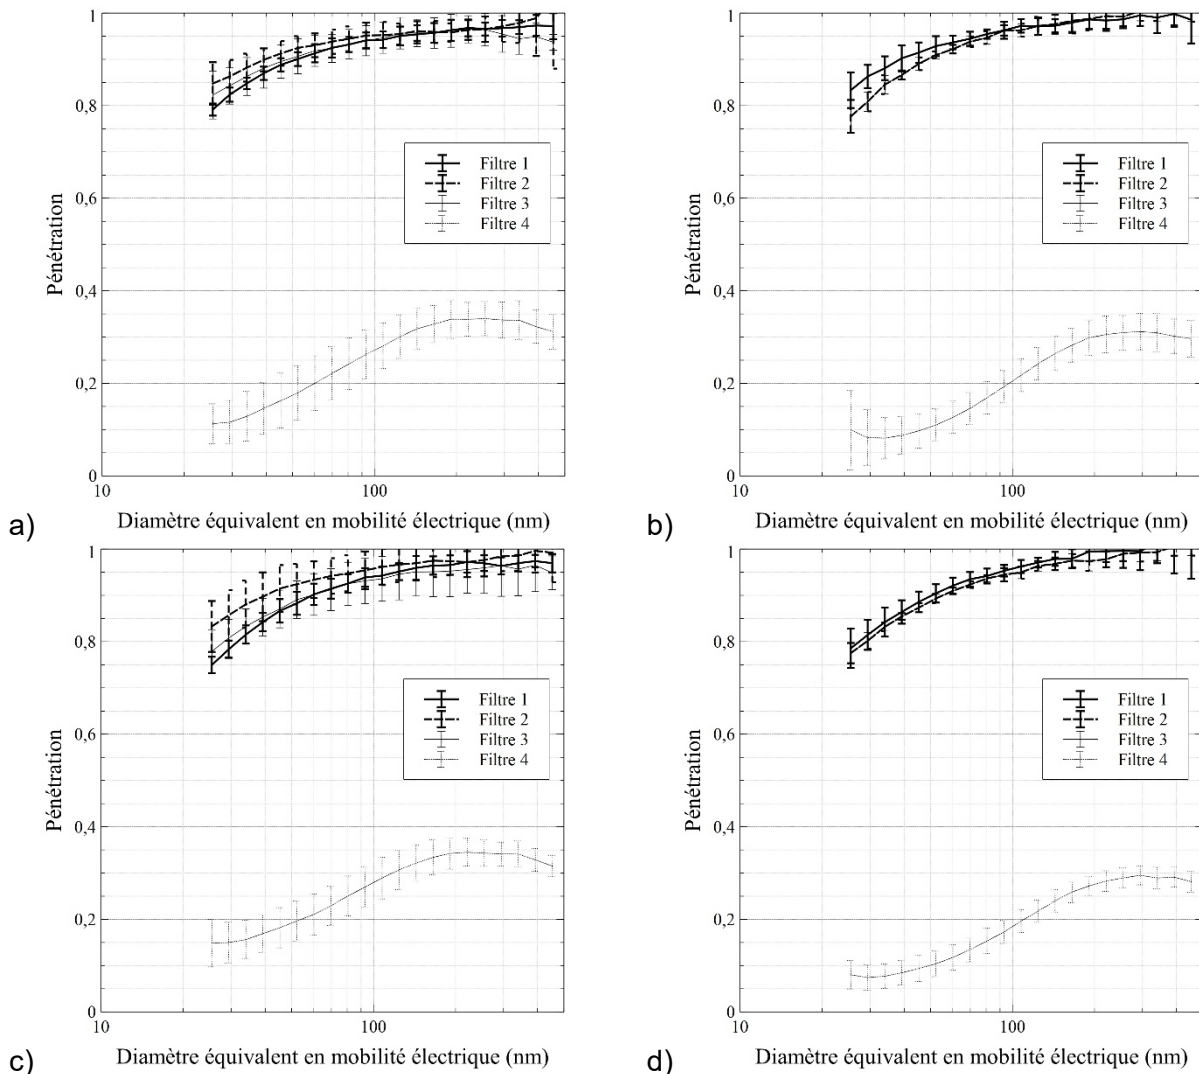 1
0,8
0,6
0,4
0,2
0
10
100
Pénétration
Diamètre équivalent en mobilité électrique (nm)
Filtre 1
Filtre 2
Filtre 3
Filtre 4
a)
1
0,8
0,6
0,4
0,2
0
10
100
Pénétration
Diamètre équivalent en mobilité électrique (nm)
Filtre 1
Filtre 2
Filtre 3
Filtre 4
b)
1
0,8
0,6
0,4
0,2
0
10
100
Pénétration
Diamètre équivalent en mobilité électrique (nm)
Filtre 1
Filtre 2
Filtre 3
Filtre 4
c)
1
0,8
0,6
0,4
0,2
0
10
100
Pénétration
Diamètre équivalent en mobilité électrique (nm)
Filtre 1
Filtre 2
Filtre 3
Filtre 4
d)